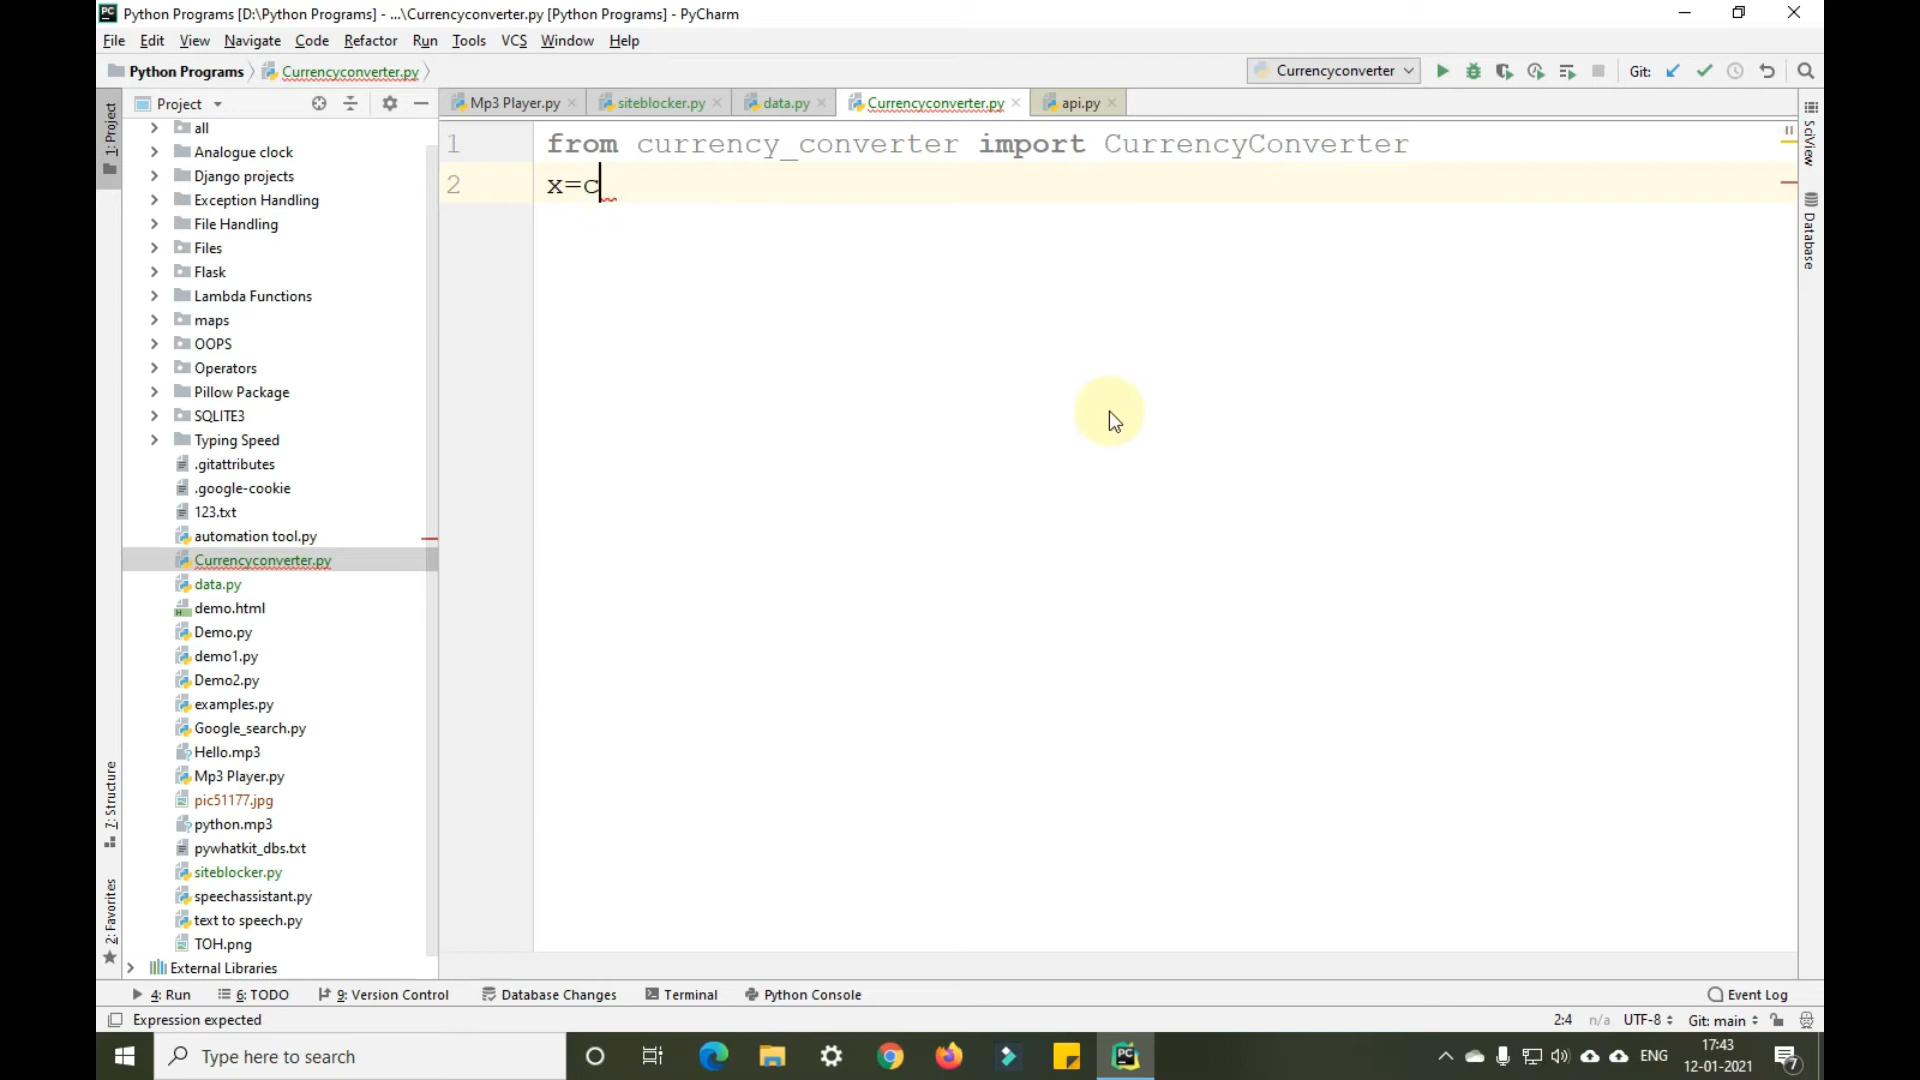 PC Python Programs [D:\Python Programs] - ...\Currencyconverter.py [Python Programs] - PyCharm
File Edit View Navigate Code Refactor Run Tools VCS Window Help
Python Programs Currencyconverter.py Currencyconverter Git:
1: Project
Project
Mp3 Player.py siteblocker.py data.py Currencyconverter.py api.py
all
Analogue clock
Django projects
Exception Handling
File Handling
Files
Flask
Lambda Functions
maps
OOPS
Operators
Pillow Package
SQLITE3
Typing Speed
.gitattributes
.google-cookie
123.txt
automation tool.py
Currencyconverter.py
data.py
demo.html
Demo.py
demo1.py
Demo2.py
examples.py
Google_search.py
Hello.mp3
Mp3 Player.py
pic51177.jpg
python.mp3
pywhatkit_dbs.txt
siteblocker.py
speechassistant.py
text to speech.py
TOH.png
External Libraries
7: Structure
2: Favorites
1 from currency_converter import CurrencyConverter
2 x=c
SciView
Database
4: Run 6: TODO 9: Version Control Database Changes Terminal Python Console Event Log
Expression expected 2:4 n/a UTF-8 Git: main
Type here to search PC ENG 17:43
12-01-2021 7